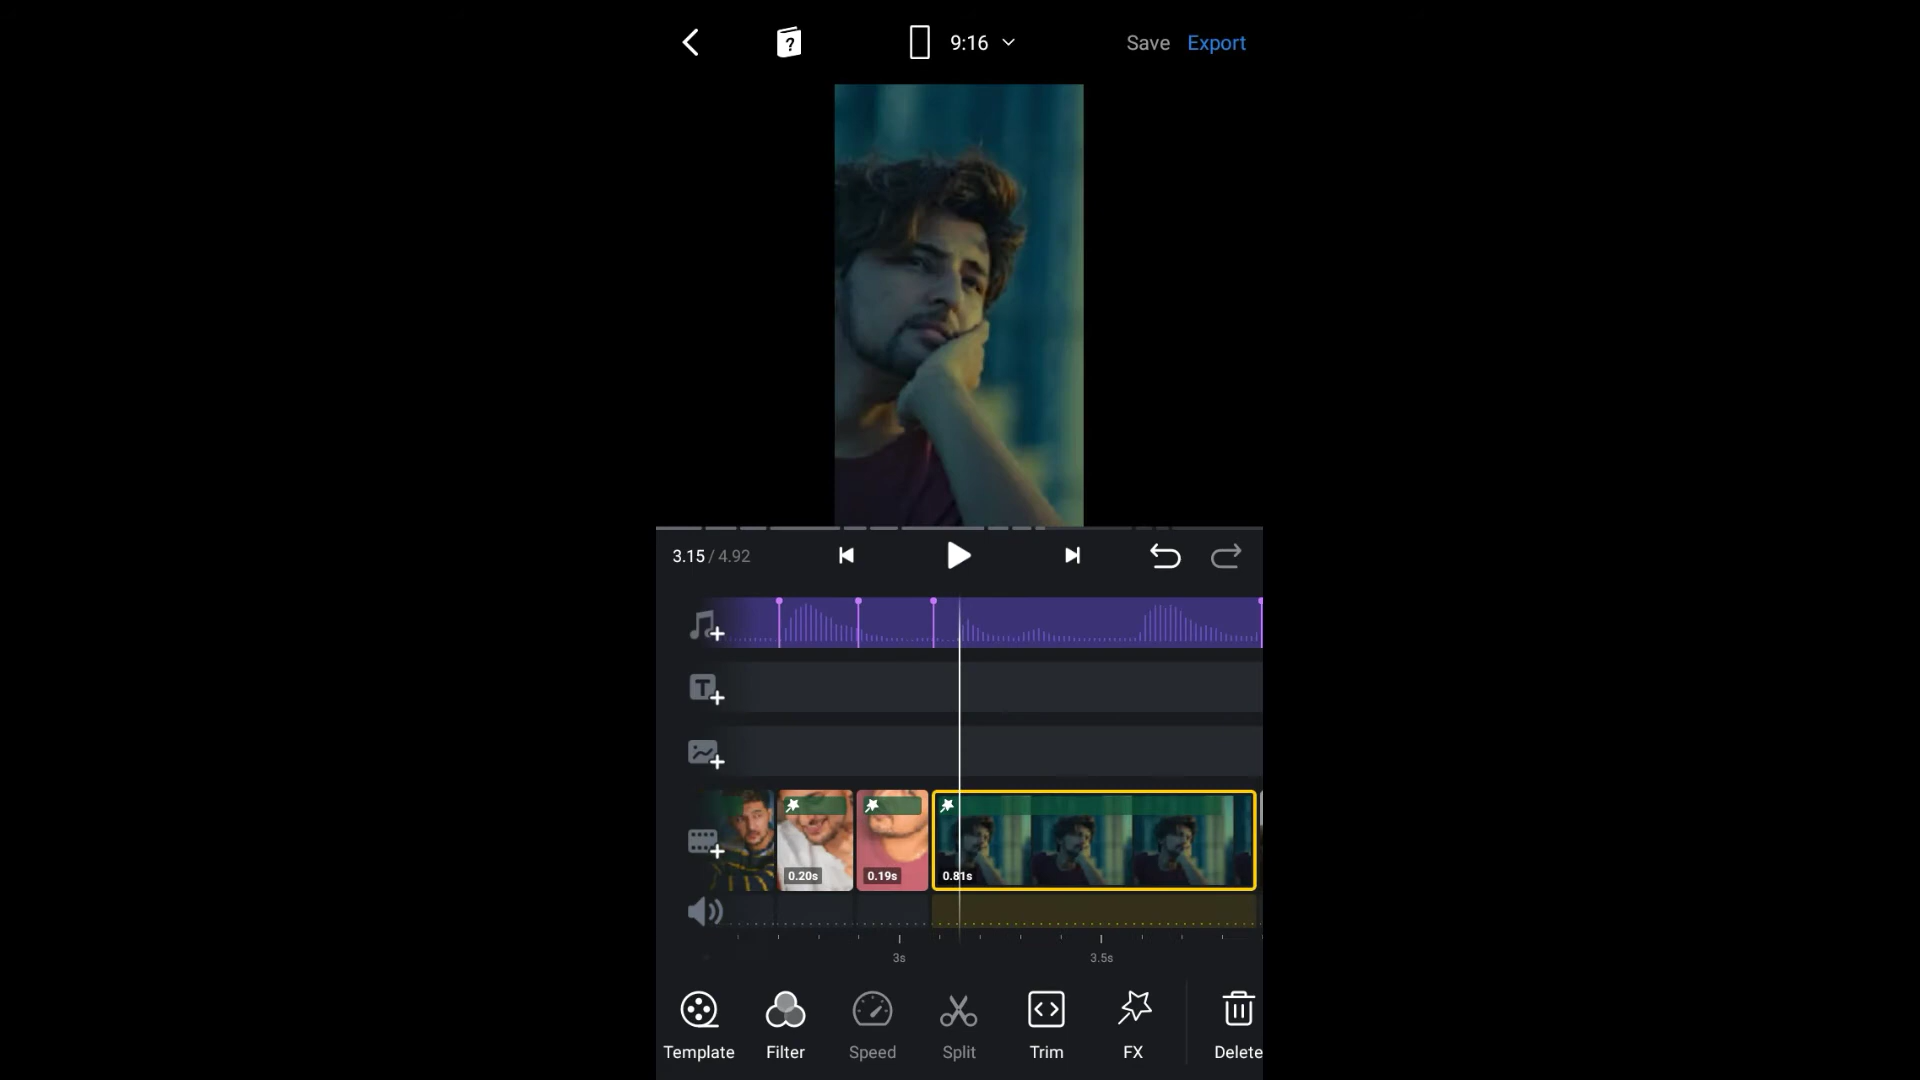 9:16
Save
Export
3.15 / 4.92
0.20s
0.19s
0.81s
3s
3.5s
Template
Filter
Speed
Split
Trim
FX
Delete